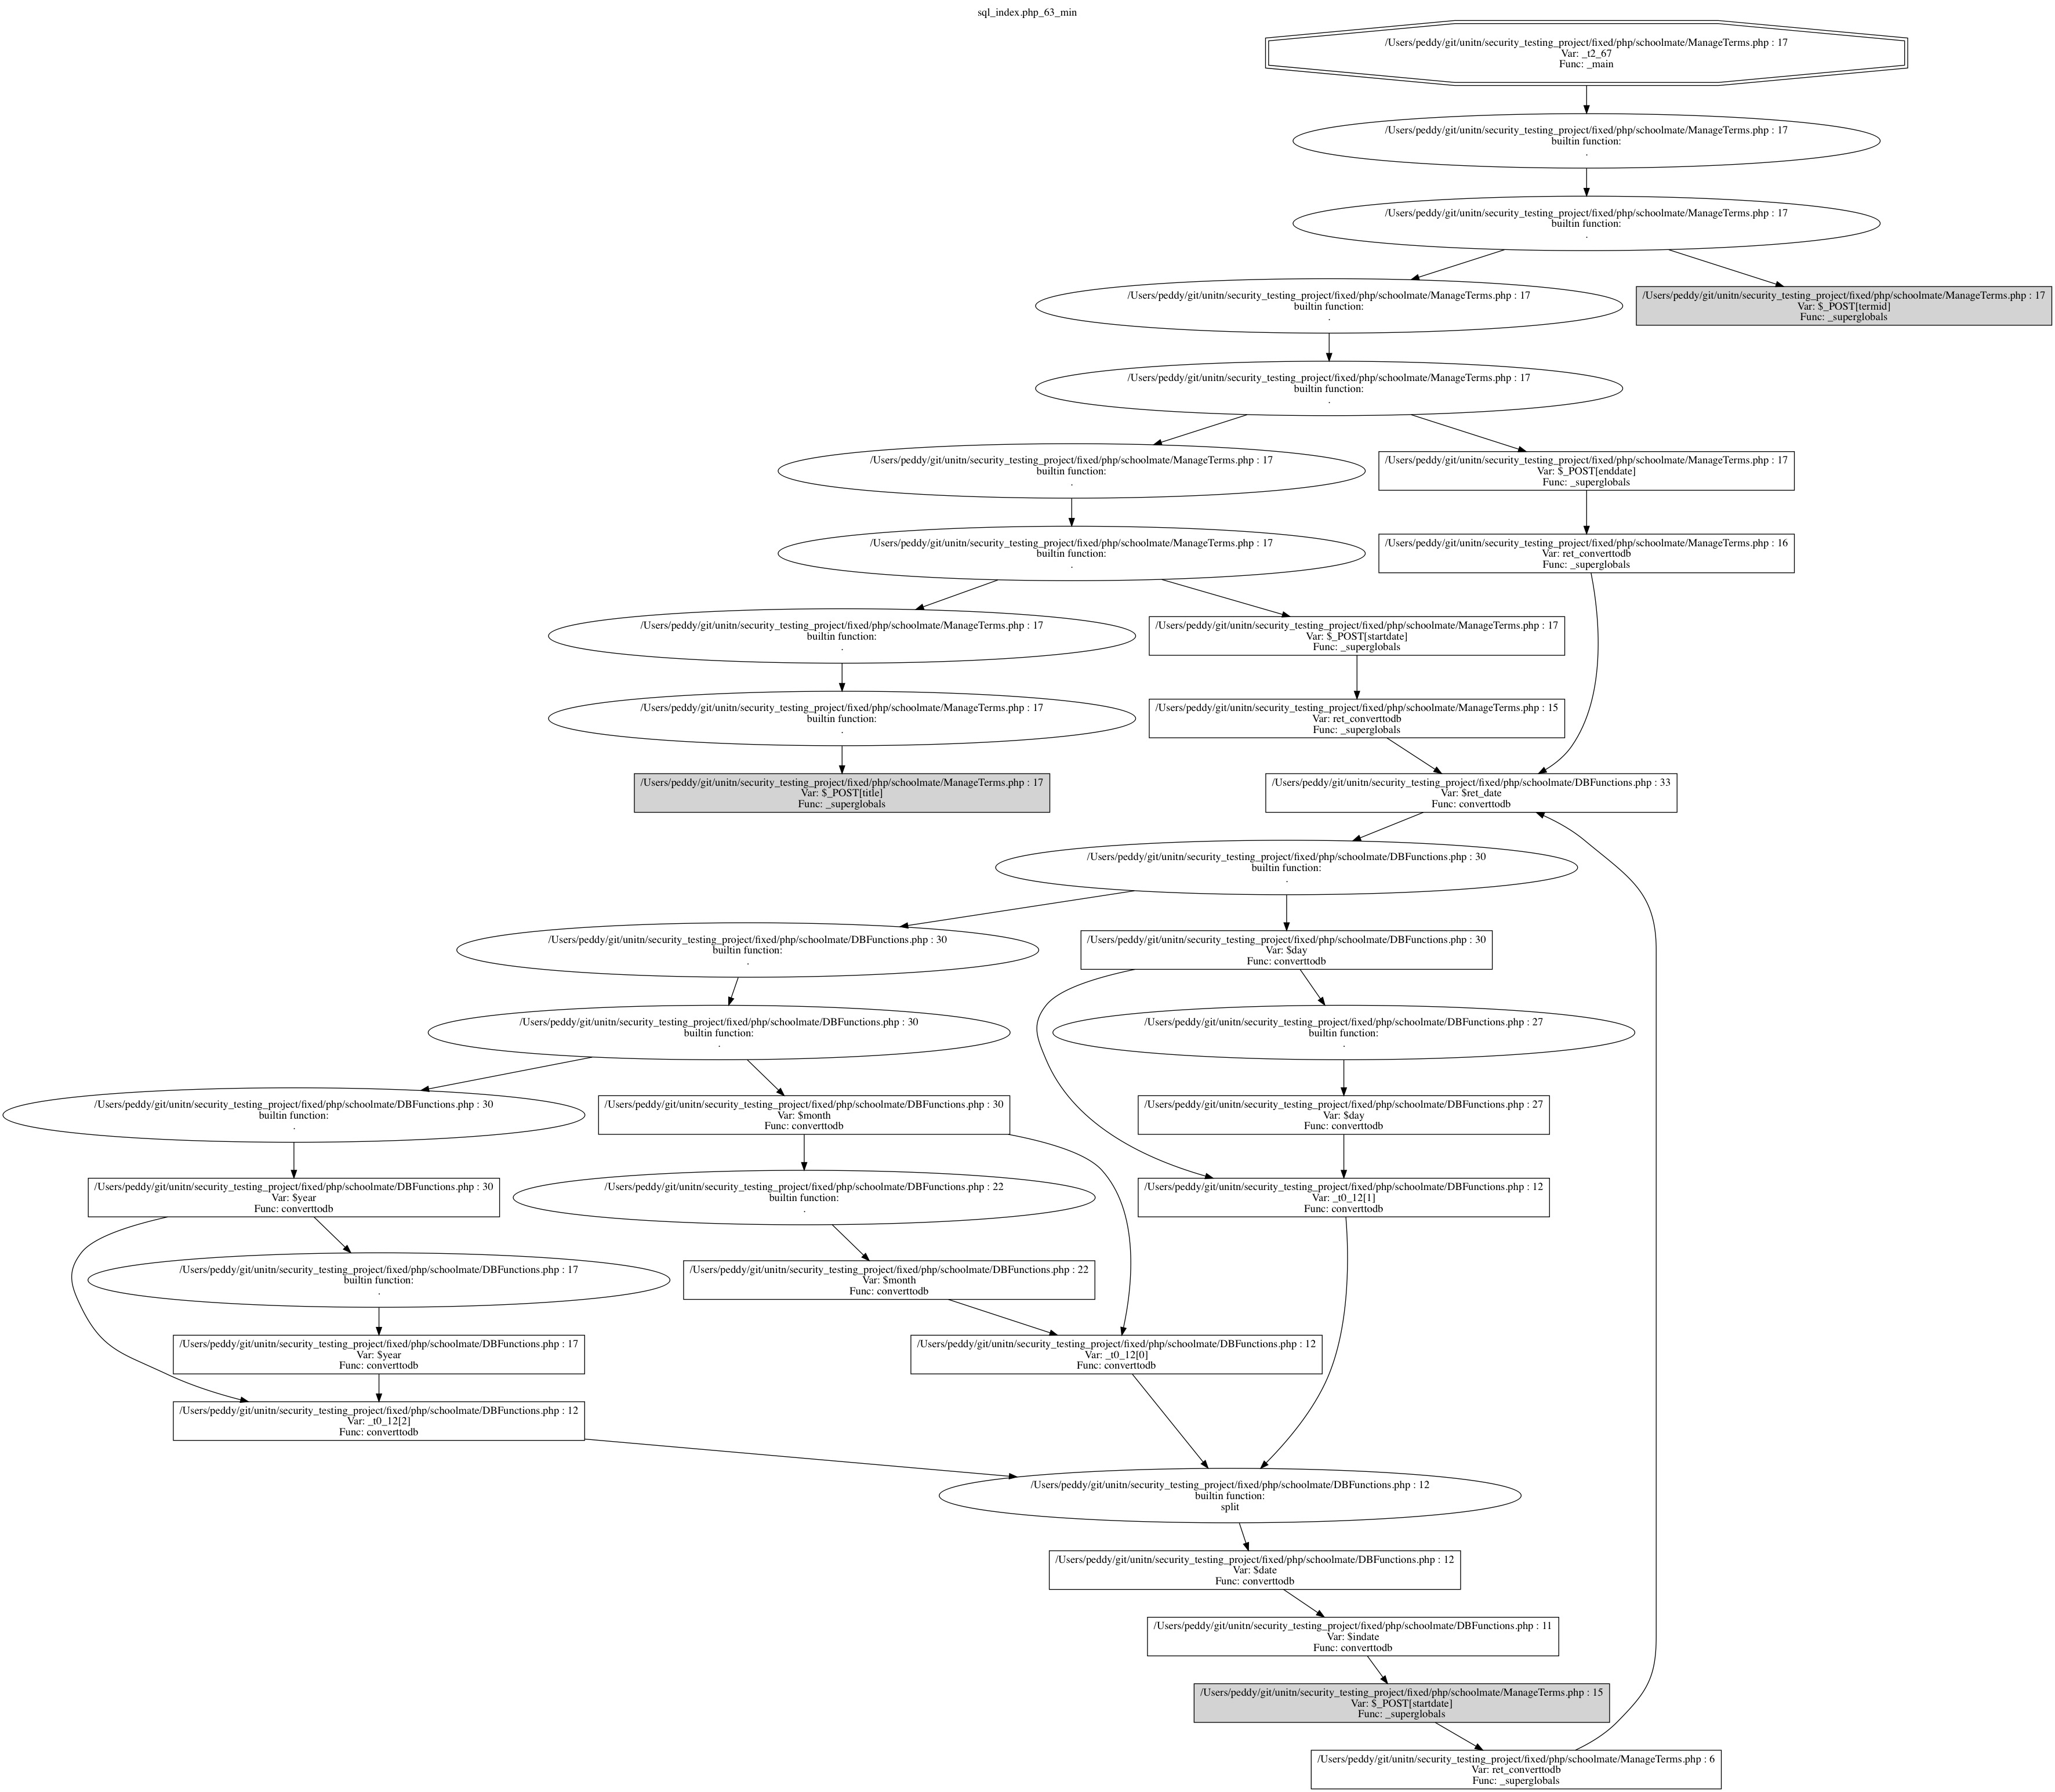 sql_index.php_63_min
/Users/peddy/git/unitn/security_testing_project/fixed/php/schoolmate/ManageTerms.php : 17
Var: _t2_67
Func: _main
/Users/peddy/git/unitn/security_testing_project/fixed/php/schoolmate/ManageTerms.php : 17
builtin function:
.
/Users/peddy/git/unitn/security_testing_project/fixed/php/schoolmate/ManageTerms.php : 17
builtin function:
.
/Users/peddy/git/unitn/security_testing_project/fixed/php/schoolmate/ManageTerms.php : 17
builtin function:
.
/Users/peddy/git/unitn/security_testing_project/fixed/php/schoolmate/ManageTerms.php : 17
Var: $_POST[termid]
Func: _superglobals
/Users/peddy/git/unitn/security_testing_project/fixed/php/schoolmate/ManageTerms.php : 17
builtin function:
.
/Users/peddy/git/unitn/security_testing_project/fixed/php/schoolmate/ManageTerms.php : 17
builtin function:
.
/Users/peddy/git/unitn/security_testing_project/fixed/php/schoolmate/ManageTerms.php : 17
Var: $_POST[enddate]
Func: _superglobals
/Users/peddy/git/unitn/security_testing_project/fixed/php/schoolmate/ManageTerms.php : 17
builtin function:
.
/Users/peddy/git/unitn/security_testing_project/fixed/php/schoolmate/ManageTerms.php : 16
Var: ret_converttodb
Func: _superglobals
/Users/peddy/git/unitn/security_testing_project/fixed/php/schoolmate/ManageTerms.php : 17
builtin function:
.
/Users/peddy/git/unitn/security_testing_project/fixed/php/schoolmate/ManageTerms.php : 17
Var: $_POST[startdate]
Func: _superglobals
/Users/peddy/git/unitn/security_testing_project/fixed/php/schoolmate/ManageTerms.php : 17
builtin function:
.
/Users/peddy/git/unitn/security_testing_project/fixed/php/schoolmate/ManageTerms.php : 15
Var: ret_converttodb
Func: _superglobals
/Users/peddy/git/unitn/security_testing_project/fixed/php/schoolmate/ManageTerms.php : 17
Var: $_POST[title]
Func: _superglobals
/Users/peddy/git/unitn/security_testing_project/fixed/php/schoolmate/DBFunctions.php : 33
Var: $ret_date
Func: converttodb
/Users/peddy/git/unitn/security_testing_project/fixed/php/schoolmate/DBFunctions.php : 30
builtin function:
.
/Users/peddy/git/unitn/security_testing_project/fixed/php/schoolmate/DBFunctions.php : 30
builtin function:
.
/Users/peddy/git/unitn/security_testing_project/fixed/php/schoolmate/DBFunctions.php : 30
Var: $day
Func: converttodb
/Users/peddy/git/unitn/security_testing_project/fixed/php/schoolmate/DBFunctions.php : 30
builtin function:
.
/Users/peddy/git/unitn/security_testing_project/fixed/php/schoolmate/DBFunctions.php : 27
builtin function:
.
/Users/peddy/git/unitn/security_testing_project/fixed/php/schoolmate/DBFunctions.php : 30
builtin function:
.
/Users/peddy/git/unitn/security_testing_project/fixed/php/schoolmate/DBFunctions.php : 30
Var: $month
Func: converttodb
/Users/peddy/git/unitn/security_testing_project/fixed/php/schoolmate/DBFunctions.php : 27
Var: $day
Func: converttodb
/Users/peddy/git/unitn/security_testing_project/fixed/php/schoolmate/DBFunctions.php : 30
Var: $year
Func: converttodb
/Users/peddy/git/unitn/security_testing_project/fixed/php/schoolmate/DBFunctions.php : 22
builtin function:
.
/Users/peddy/git/unitn/security_testing_project/fixed/php/schoolmate/DBFunctions.php : 12
Var: _t0_12[1]
Func: converttodb
/Users/peddy/git/unitn/security_testing_project/fixed/php/schoolmate/DBFunctions.php : 17
builtin function:
.
/Users/peddy/git/unitn/security_testing_project/fixed/php/schoolmate/DBFunctions.php : 22
Var: $month
Func: converttodb
/Users/peddy/git/unitn/security_testing_project/fixed/php/schoolmate/DBFunctions.php : 17
Var: $year
Func: converttodb
/Users/peddy/git/unitn/security_testing_project/fixed/php/schoolmate/DBFunctions.php : 12
Var: _t0_12[0]
Func: converttodb
/Users/peddy/git/unitn/security_testing_project/fixed/php/schoolmate/DBFunctions.php : 12
Var: _t0_12[2]
Func: converttodb
/Users/peddy/git/unitn/security_testing_project/fixed/php/schoolmate/DBFunctions.php : 12
builtin function:
split
/Users/peddy/git/unitn/security_testing_project/fixed/php/schoolmate/DBFunctions.php : 12
Var: $date
Func: converttodb
/Users/peddy/git/unitn/security_testing_project/fixed/php/schoolmate/DBFunctions.php : 11
Var: $indate
Func: converttodb
/Users/peddy/git/unitn/security_testing_project/fixed/php/schoolmate/ManageTerms.php : 15
Var: $_POST[startdate]
Func: _superglobals
/Users/peddy/git/unitn/security_testing_project/fixed/php/schoolmate/ManageTerms.php : 6
Var: ret_converttodb
Func: _superglobals